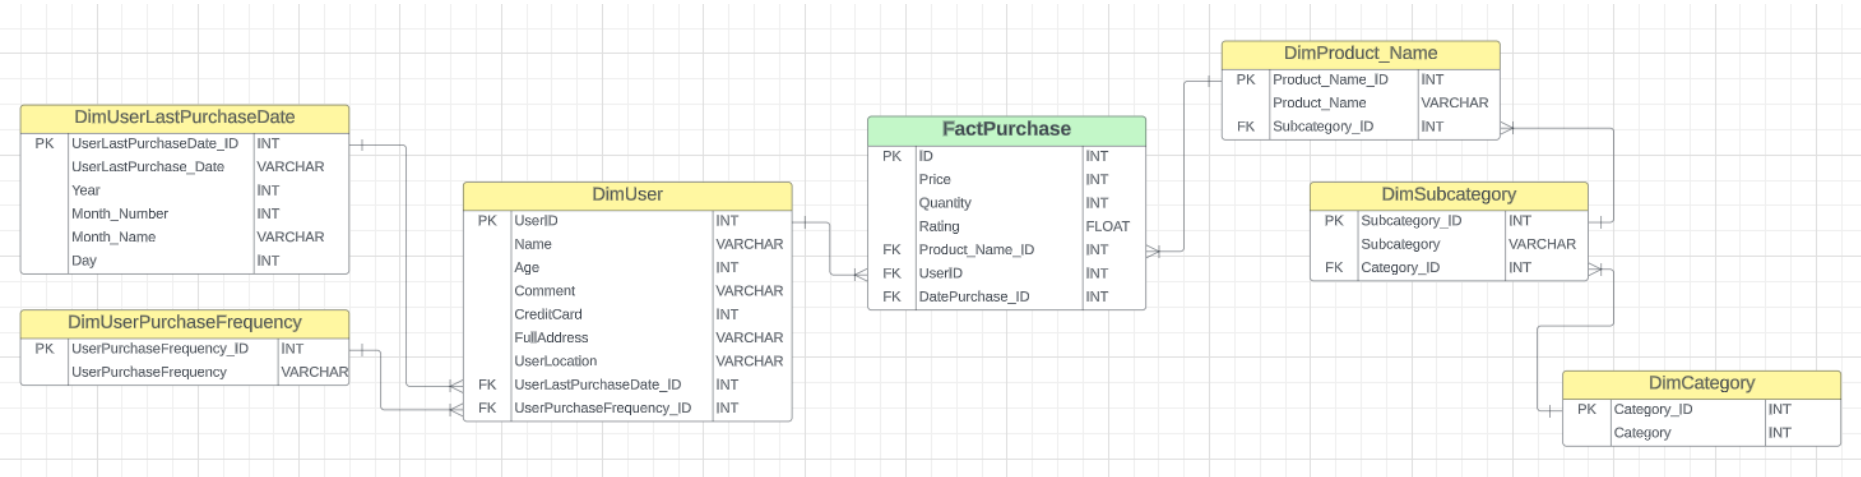 DimUserLastPurchaseDate
PK UserLastPurchaseDate_ID INT
UserLastPurchase_Date VARCHAR
Year INT
Month_Number INT
Month_Name VARCHAR
Day INT
DimUserPurchaseFrequency
PK UserPurchaseFrequency_ID INT
UserPurchaseFrequency VARCHAR
DimUser
PK UserID INT
Name VARCHAR
Age INT
Comment VARCHAR
CreditCard INT
FullAddress VARCHAR
UserLocation VARCHAR
FK UserLastPurchaseDate_ID INT
FK UserPurchaseFrequency_ID INT
FactPurchase
PK ID INT
Price INT
Quantity INT
Rating FLOAT
FK Product_Name_ID INT
FK UserID INT
FK DatePurchase_ID INT
DimProduct_Name
PK Product_Name_ID INT
Product_Name VARCHAR
FK Subcategory_ID INT
DimSubcategory
PK Subcategory_ID INT
Subcategory VARCHAR
FK Category_ID INT
DimCategory
PK Category_ID INT
Category INT